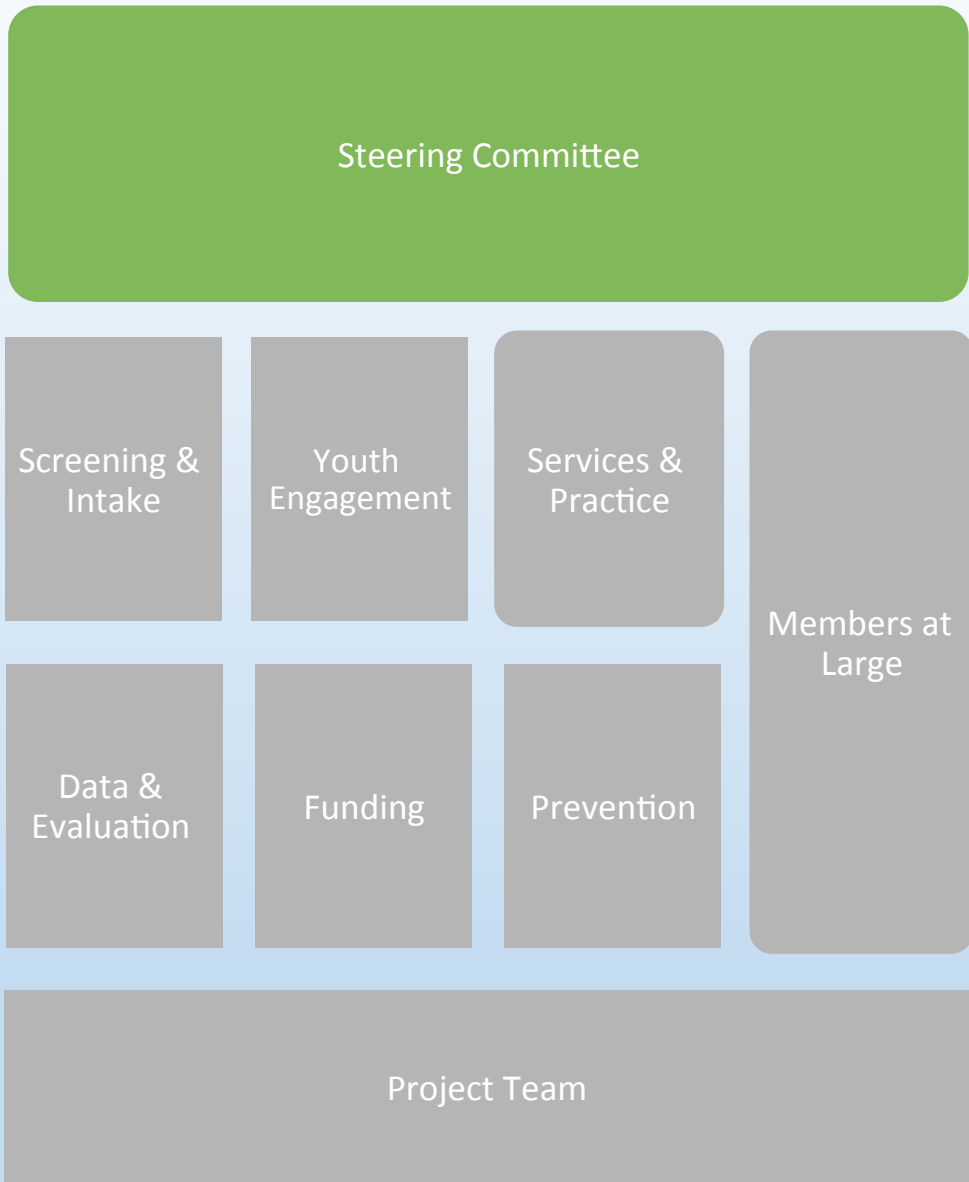 Steering Committee
Screening &
Intake
Youth
Engagement
Services &
Practice
Members at
Large
Data &
Evaluation
Funding
Prevention
Project Team